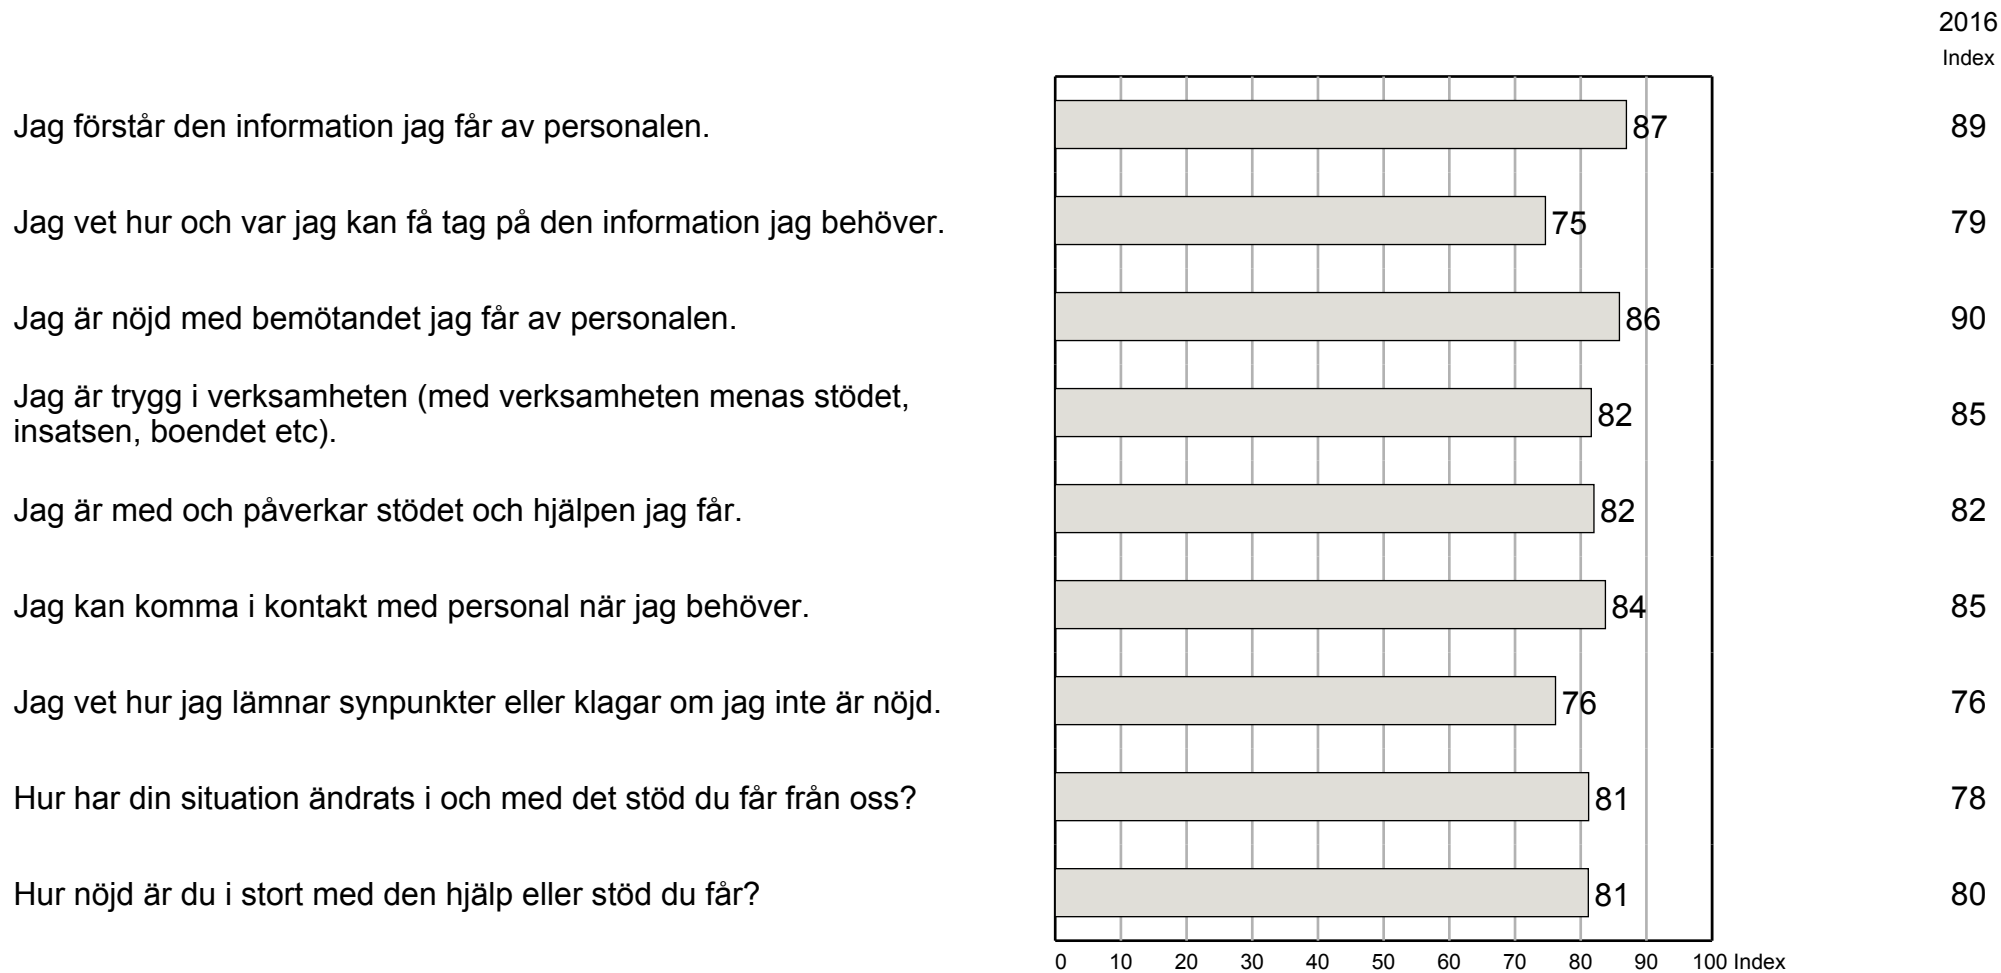 2016
Index
Jag förstår den information jag får av personalen. 87 89
Jag vet hur och var jag kan få tag på den information jag behöver. 75 79
Jag är nöjd med bemötandet jag får av personalen. 86 90
Jag är trygg i verksamheten (med verksamheten menas stödet,
insatsen, boendet etc). 82 85
Jag är med och påverkar stödet och hjälpen jag får. 82 82
Jag kan komma i kontakt med personal när jag behöver. 84 85
Jag vet hur jag lämnar synpunkter eller klagar om jag inte är nöjd. 76 76
Hur har din situation ändrats i och med det stöd du får från oss? 81 78
Hur nöjd är du i stort med den hjälp eller stöd du får? 81 80
0 10 20 30 40 50 60 70 80 90 100 Index